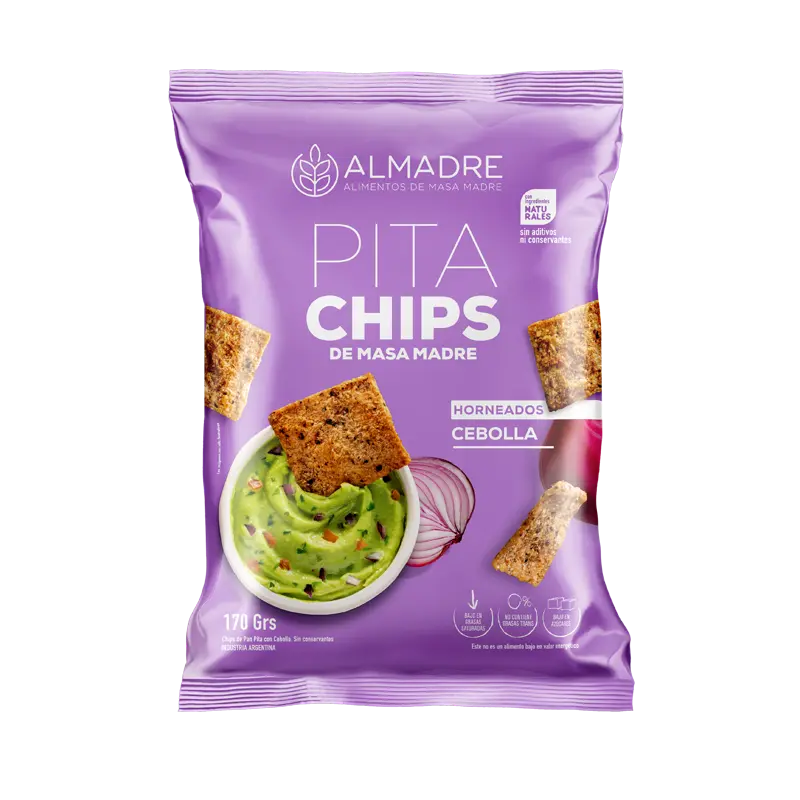 ALMADRE
ALIMENTOS DE MASA MADRE
con
ingredientes
NATU
RALES
sin aditivos
ni conservantes
PITA
CHIPS
DE MASA MADRE
HORNEADOS
CEBOLLA
170 Grs
Chips de Pan Pita con Cebolla. Sin conservantes
INDUSTRIA ARGENTINA
BAJO EN
GRASAS
SATURADAS
0%
NO CONTIENE
GRASAS TRANS
BAJO EN
AZÚCARES
Este no es un alimento bajo en valor energético